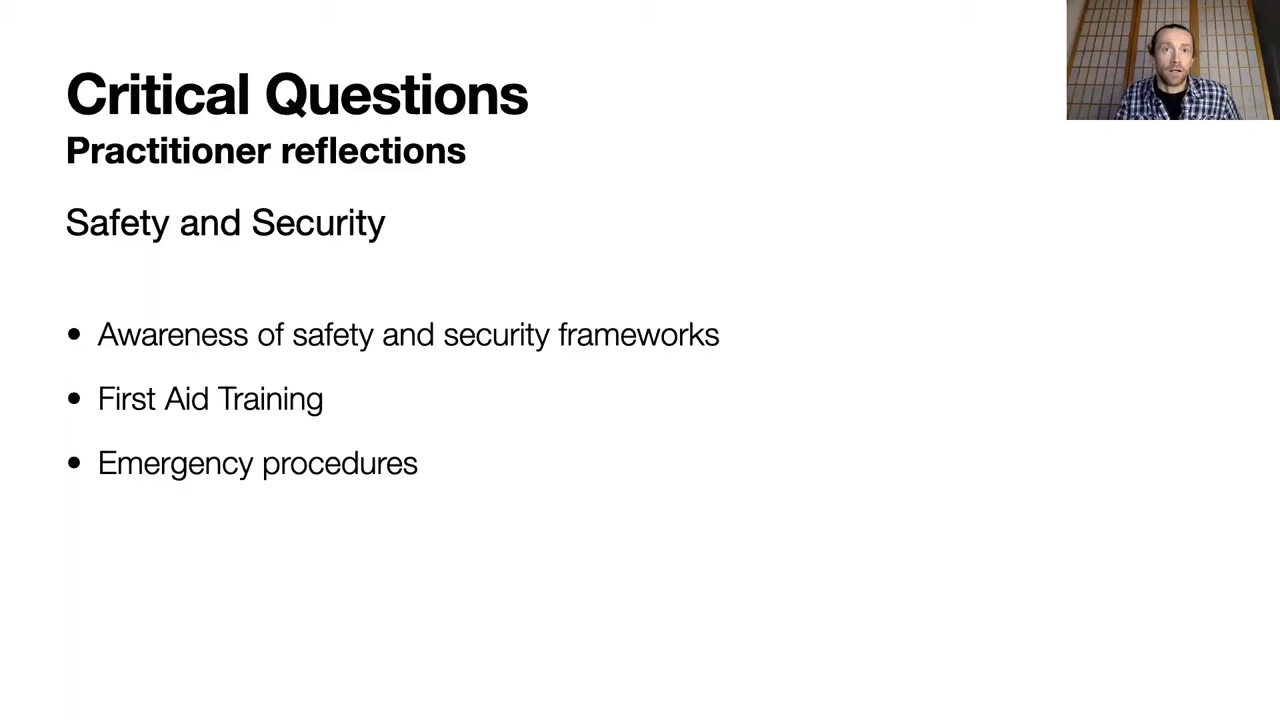 Critical Questions
Practitioner reflections
Safety and Security
• Awareness of safety and security frameworks
• First Aid Training
• Emergency procedures